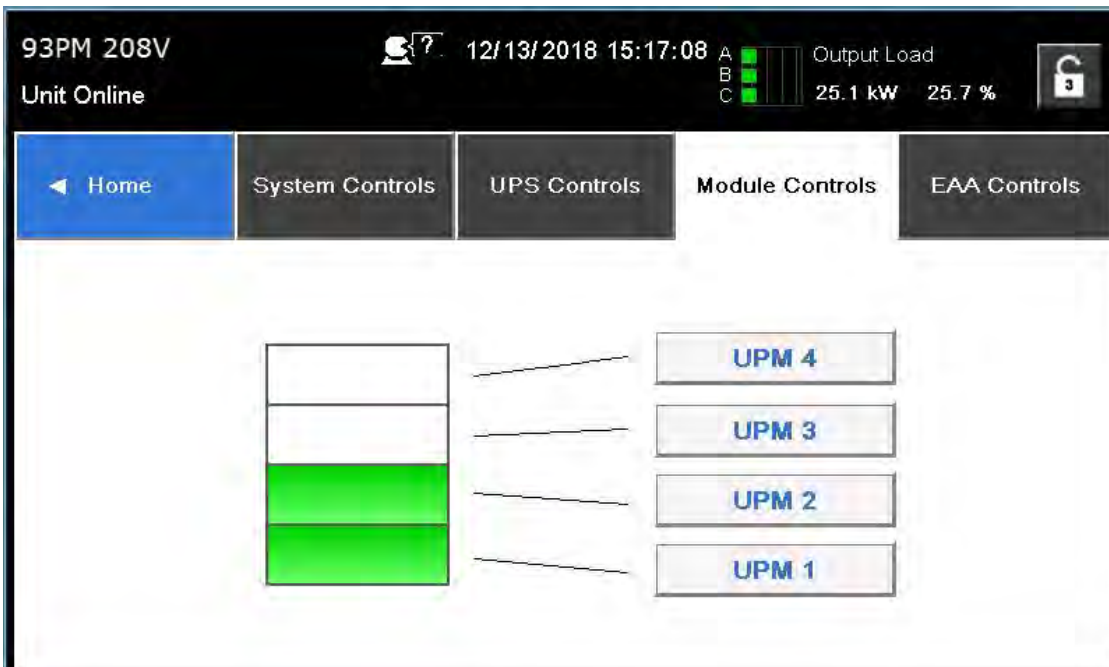 93PM 208V
? 12/13/2018 15:17:08
Unit Online
A
B
C
Output Load
25.1 kW 25.7 %
3
◄ Home
System Controls
UPS Controls
Module Controls
EAA Controls
UPM 4
UPM 3
UPM 2
UPM 1